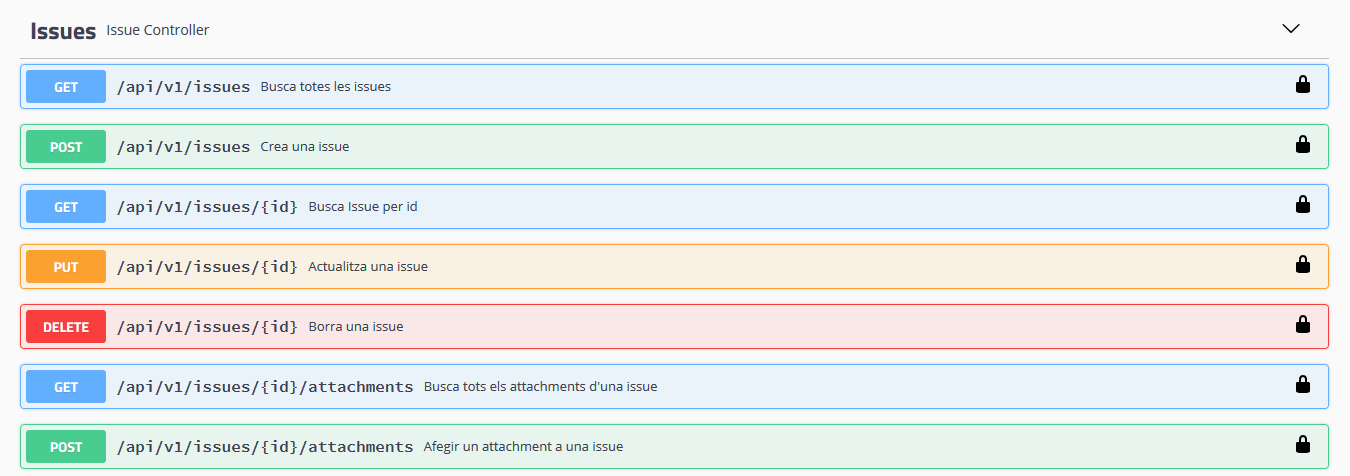 Issues Issue Controller
GET /api/v1/issues Busca totes les issues
POST /api/v1/issues Crea una issue
GET /api/v1/issues/{id} Busca Issue per id
PUT /api/v1/issues/{id} Actualitza una issue
DELETE /api/v1/issues/{id} Borra una issue
GET /api/v1/issues/{id}/attachments Busca tots els attachments d'una issue
POST /api/v1/issues/{id}/attachments Afegir un attachment a una issue